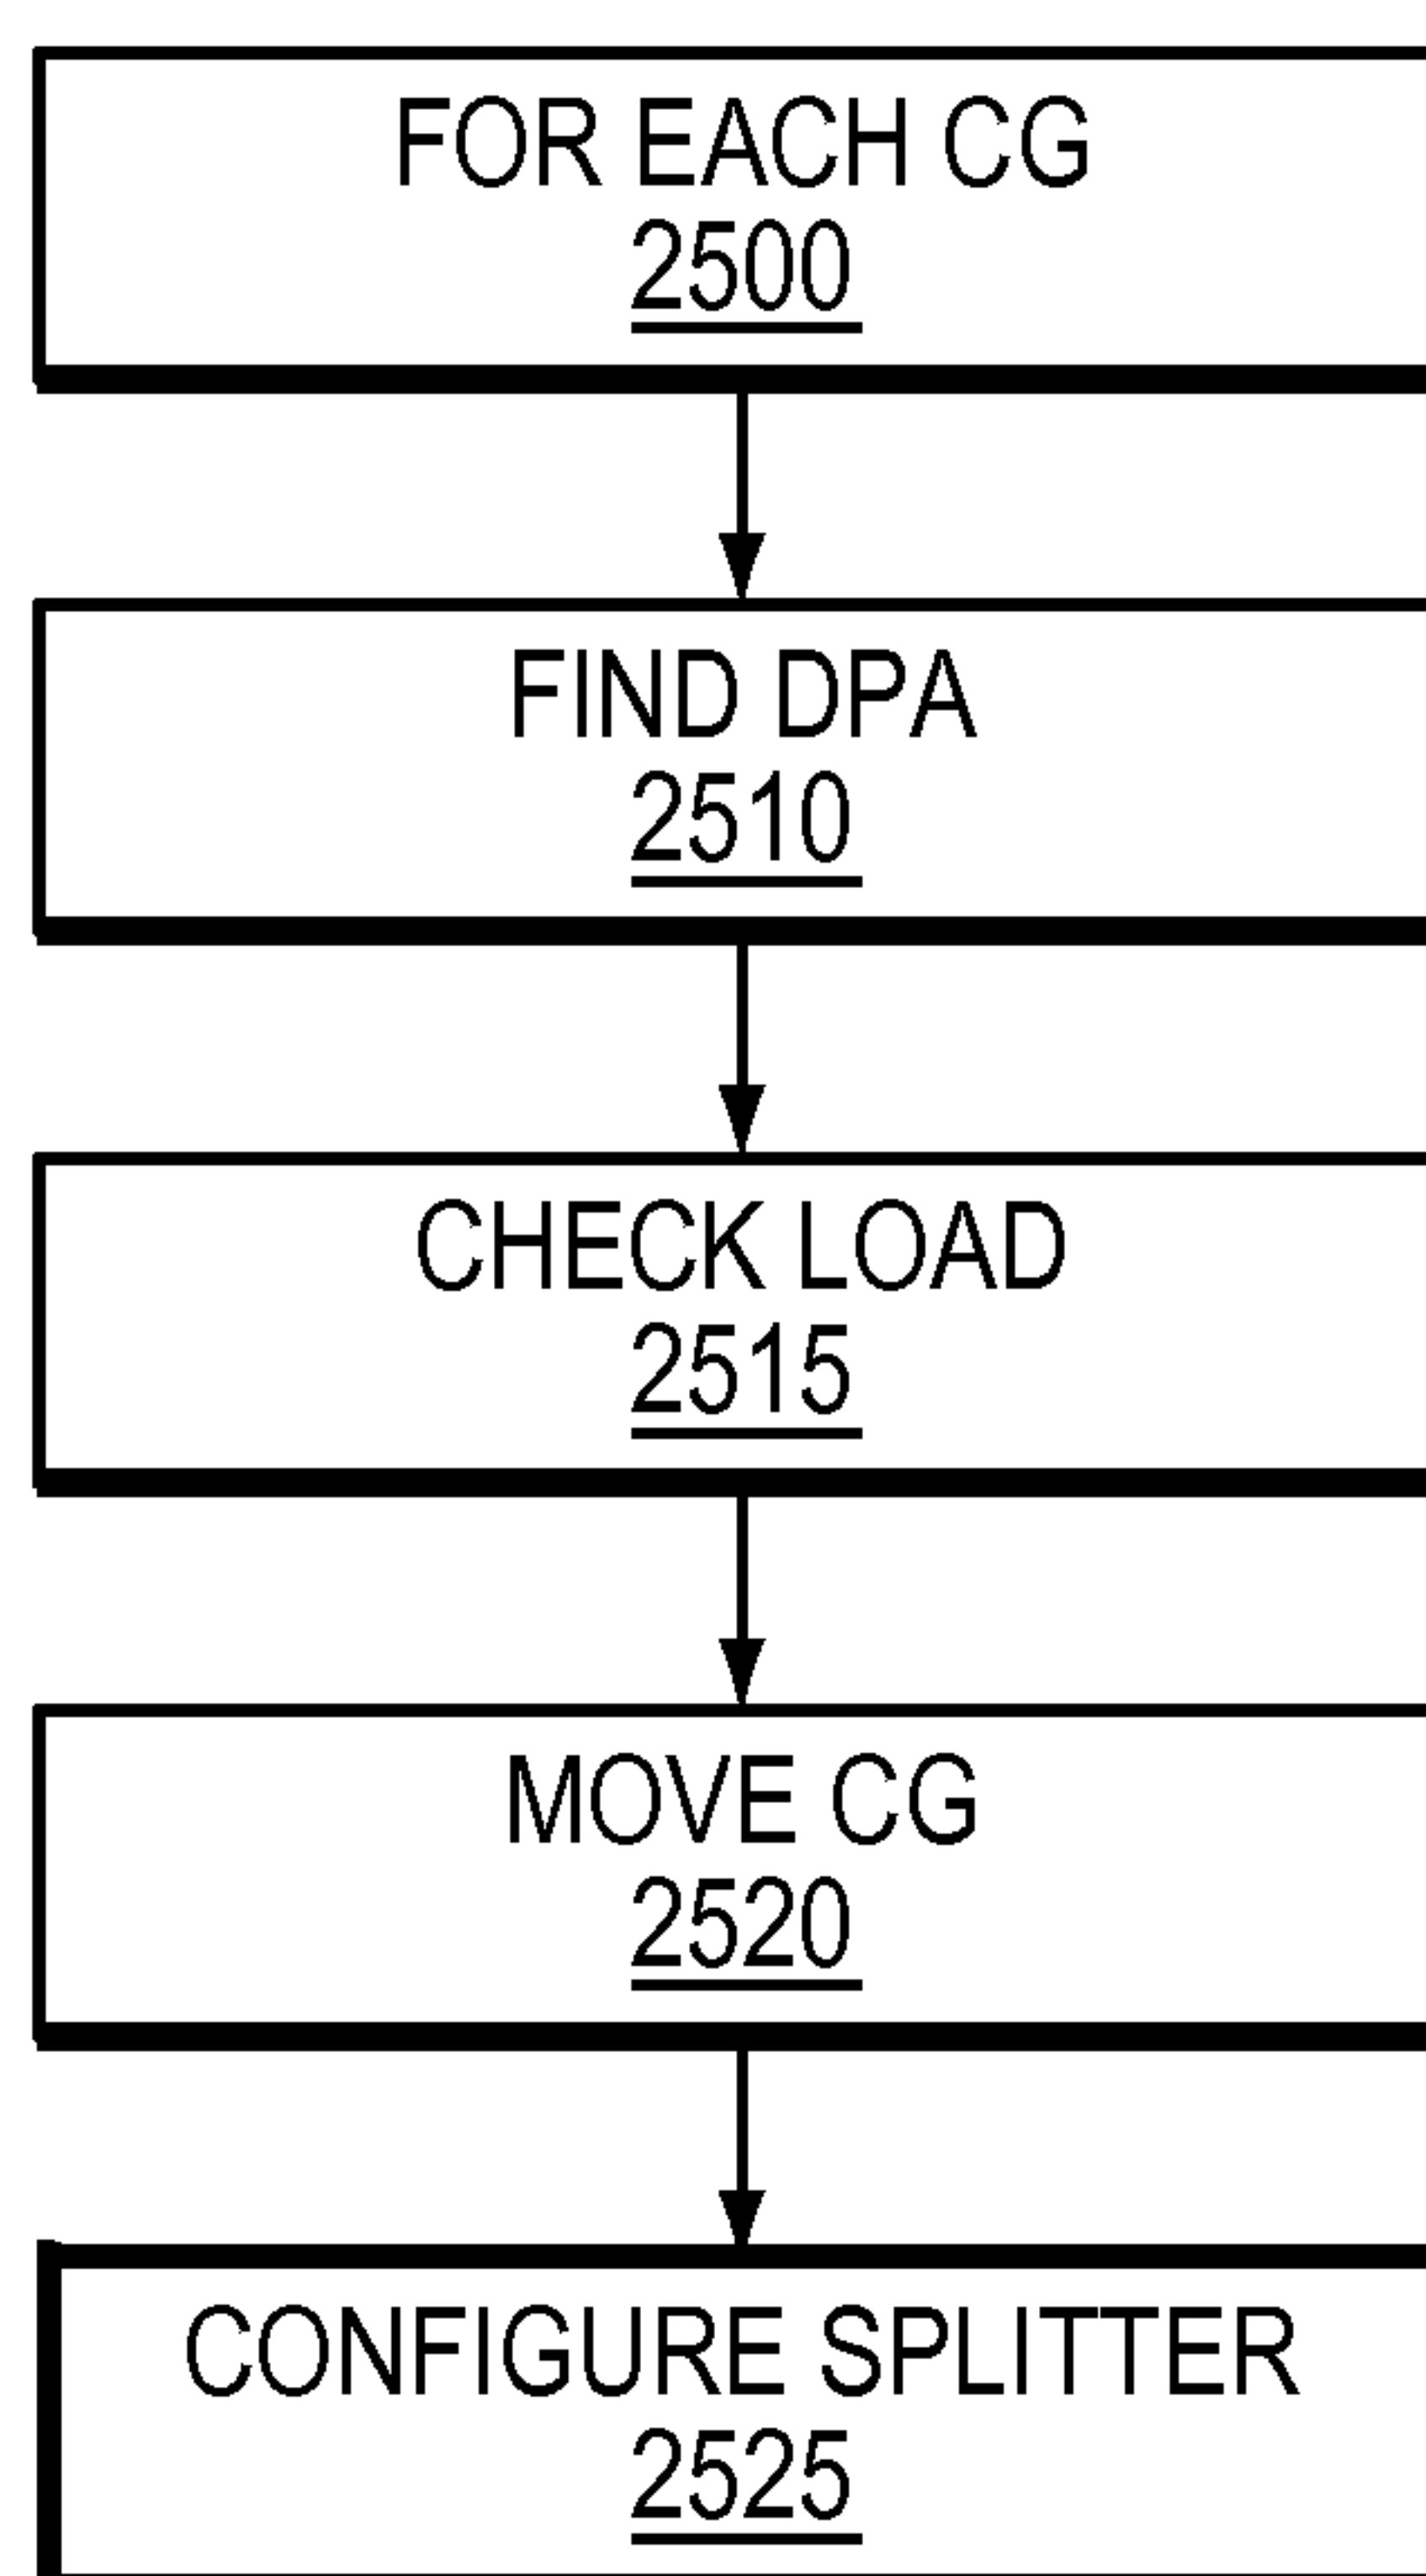 FOR EACH CG
2500
FIND DPA
2510
CHECK LOAD
2515
MOVE CG
2520
CONFIGURE SPLITTER
2525